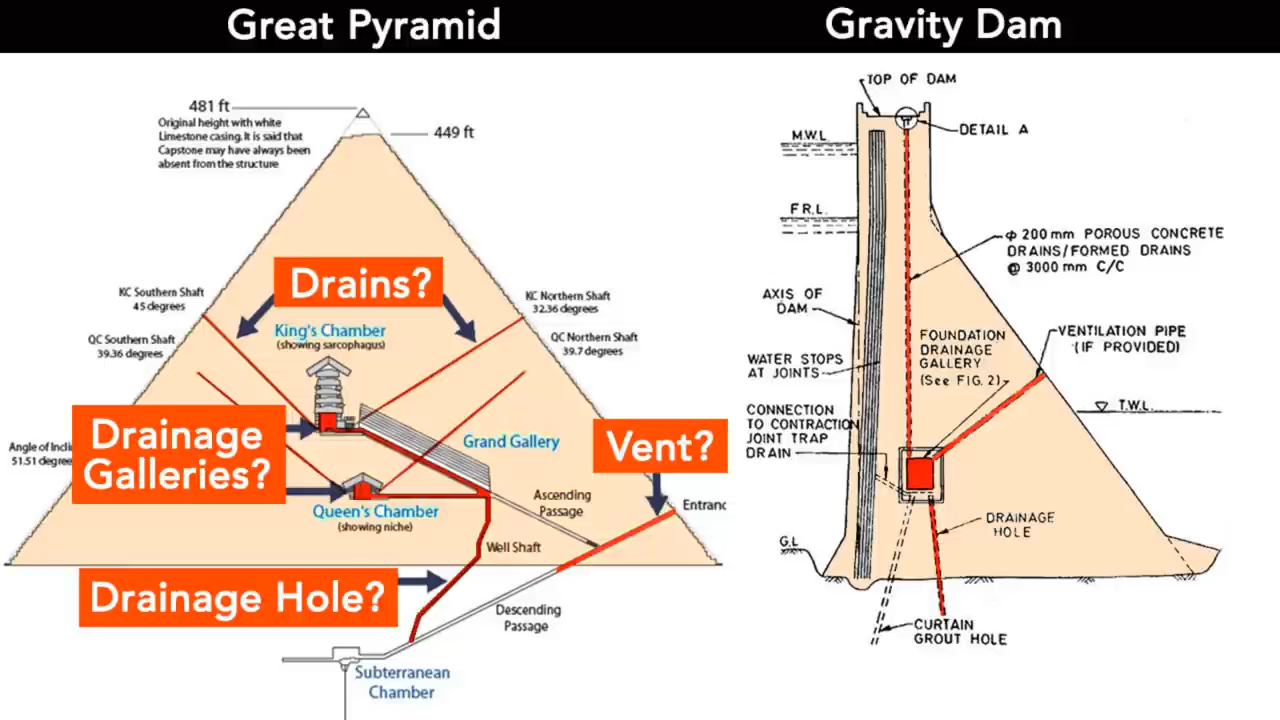 Great Pyramid
Gravity Dam
481 ft
Original height with white
Limestone casing. It is said that
Capstone may have always been
absent from the structure
449 ft
Drains?
KC Southern Shaft
45 degrees
KC Northern Shaft
32.36 degrees
QC Southern Shaft
39.36 degrees
QC Northern Shaft
39.7 degrees
King's Chamber
(showing sarcophagus)
Drainage
Galleries?
Angle of Incli
51.51 degree
Grand Gallery
Vent?
Queen's Chamber
(showing niche)
Ascending
Passage
Entranc
Well Shaft
Drainage Hole?
Descending
Passage
Subterranean
Chamber
TOP OF DAM
DETAIL A
M.W.L.
F.R.L.
φ 200 mm POROUS CONCRETE
DRAINS/FORMED DRAINS
@ 3000 mm C/C
AXIS OF
DAM
FOUNDATION
DRAINAGE
GALLERY
(See FIG. 2)
VENTILATION PIPE
(IF PROVIDED)
WATER STOPS
AT JOINTS
T.W.L.
CONNECTION
TO CONTRACTION
JOINT TRAP
DRAIN
DRAINAGE
HOLE
G.L.
CURTAIN
GROUT HOLE